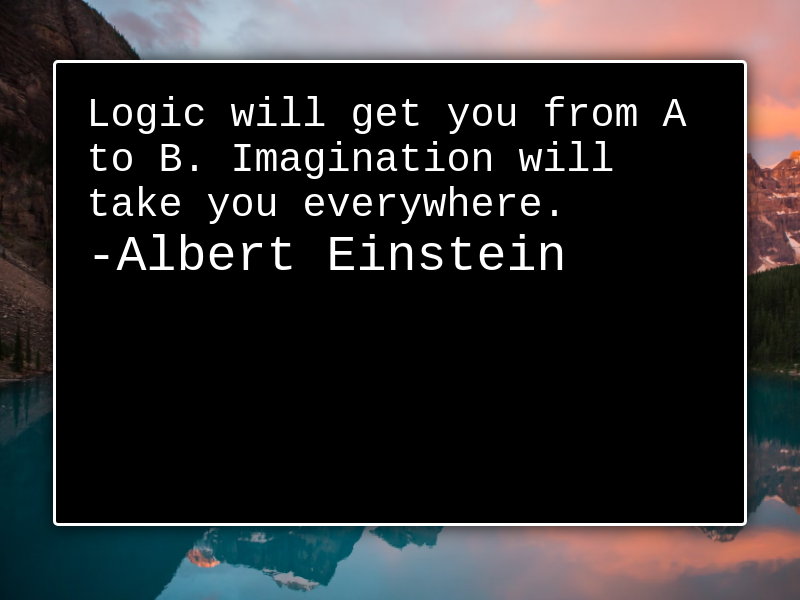 Logic will get you from A
to B. Imagination will
take you everywhere.
-Albert Einstein